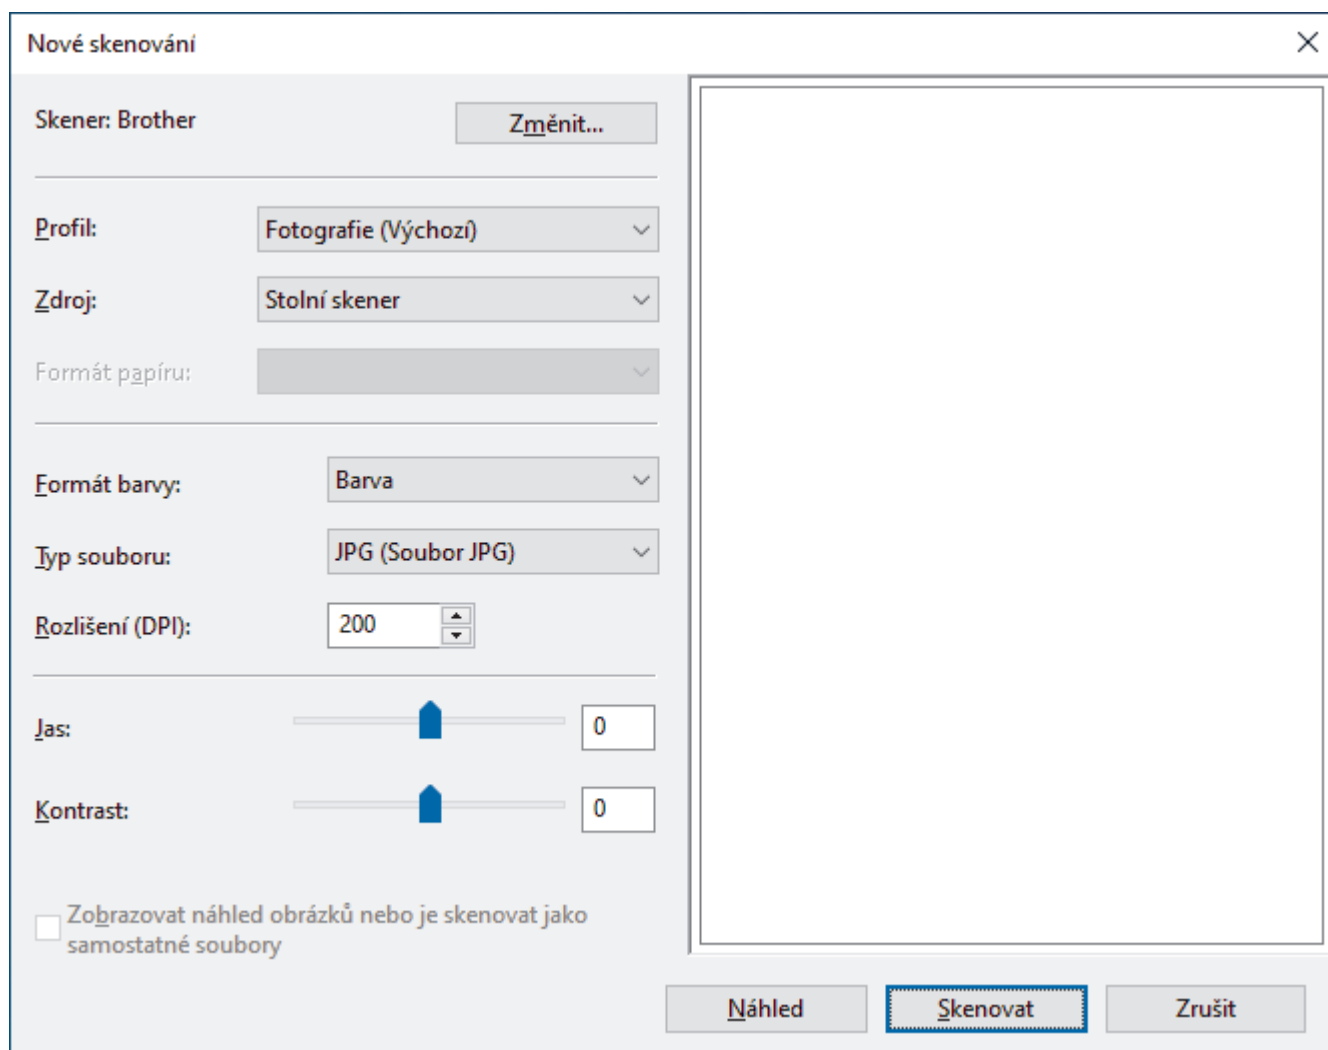 Nové skenování
Skener: Brother
Změnit...
Profil:
Fotografie (Výchozí)
Zdroj:
Stolní skener
Formát papíru:
Formát barvy:
Barva
Typ souboru:
JPG (Soubor JPG)
Rozlišení (DPI):
200
Jas:
0
Kontrast:
0
Zobrazovat náhled obrázků nebo je skenovat jako
samostatné soubory
Náhled
Skenovat
Zrušit